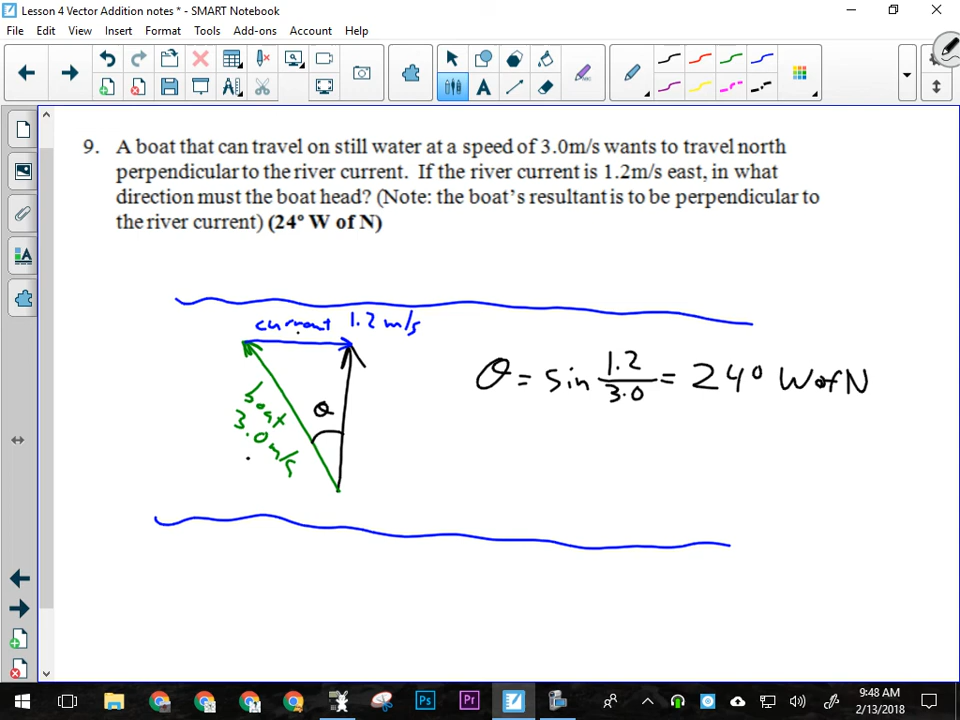 Lesson 4 Vector Addition notes * - SMART Notebook
File Edit View Insert Format Tools Add-ons Account Help
9. A boat that can travel on still water at a speed of 3.0m/s wants to travel north
perpendicular to the river current. If the river current is 1.2m/s east, in what
direction must the boat head? (Note: the boat's resultant is to be perpendicular to
the river current) (24º W of N)
current 1.2 m/s
θ = sin 1.2/3.0 = 24º W of N
θ
boat
3.0 m/s
9:48 AM
2/13/2018